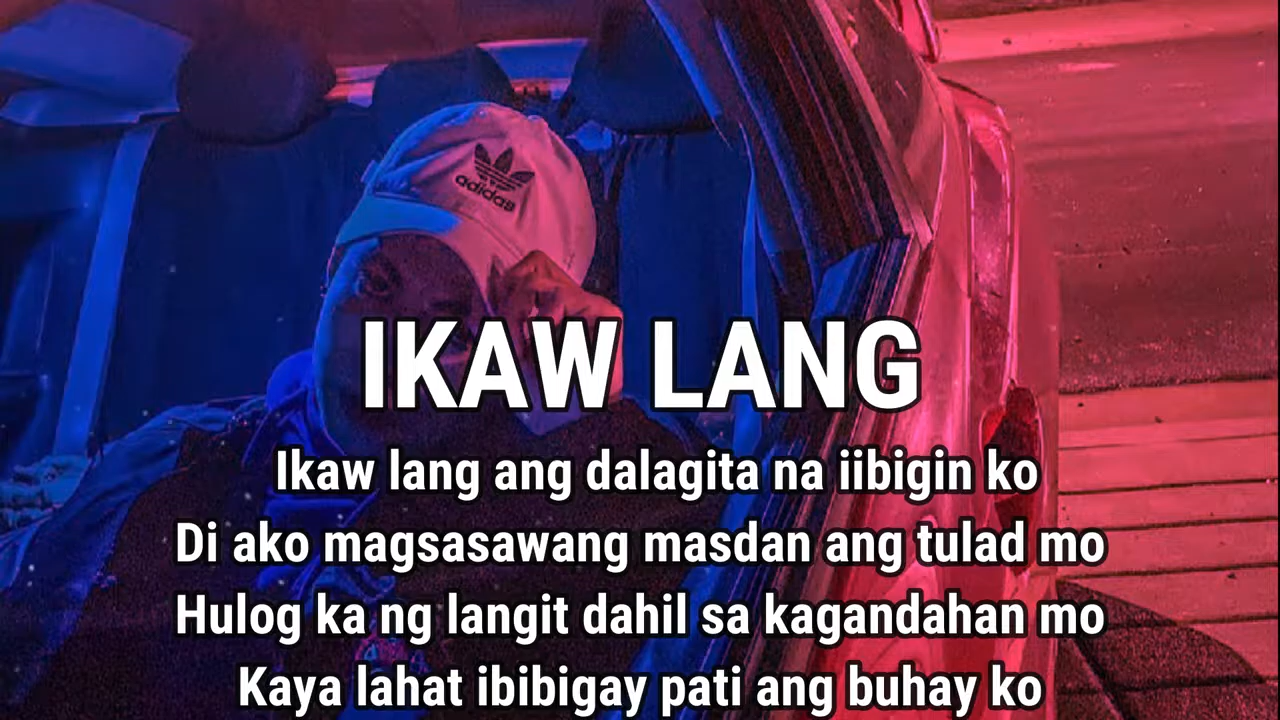 adidas
IKAW LANG
Ikaw lang ang dalagita na iibigin ko
Di ako magsasawang masdan ang tulad mo
Hulog ka ng langit dahil sa kagandahan mo
Kaya lahat ibibigay pati ang buhay ko